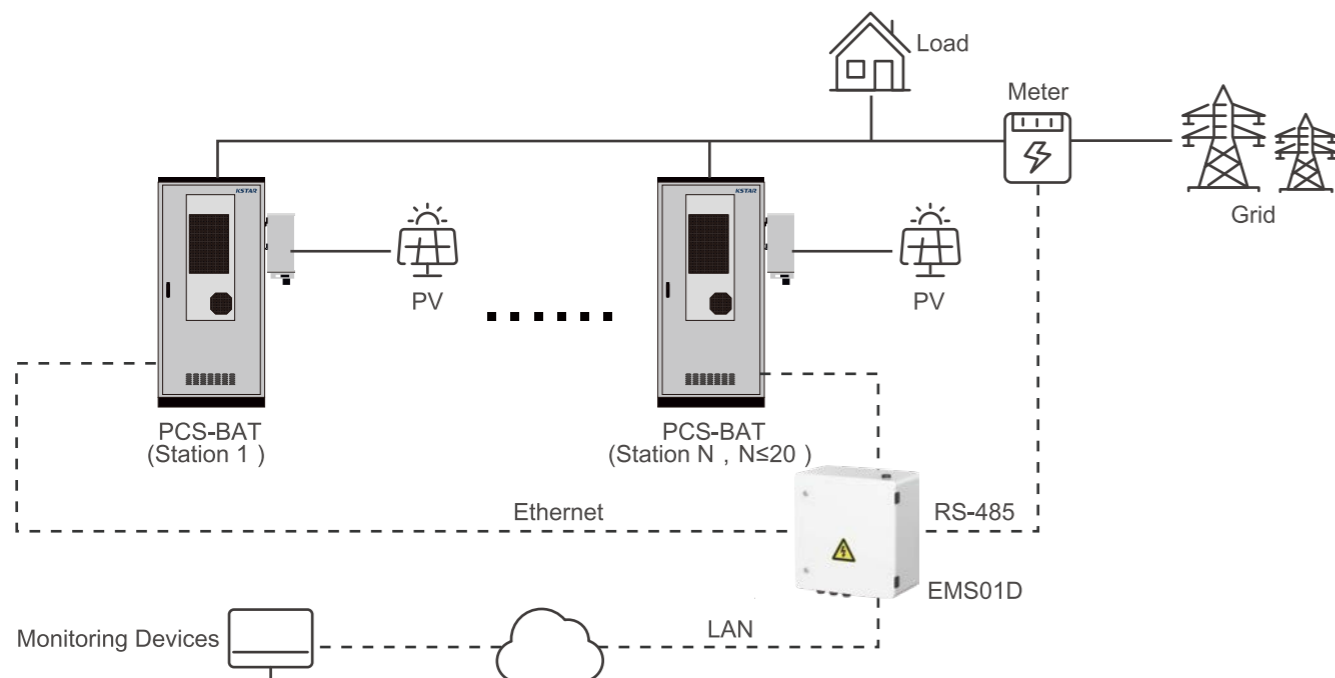 Load
Meter
Grid
KSTAR
KSTAR
PV
PV
PCS-BAT
(Station 1 )
PCS-BAT
(Station N , N≤20 )
Ethernet
RS-485
EMS01D
LAN
Monitoring Devices